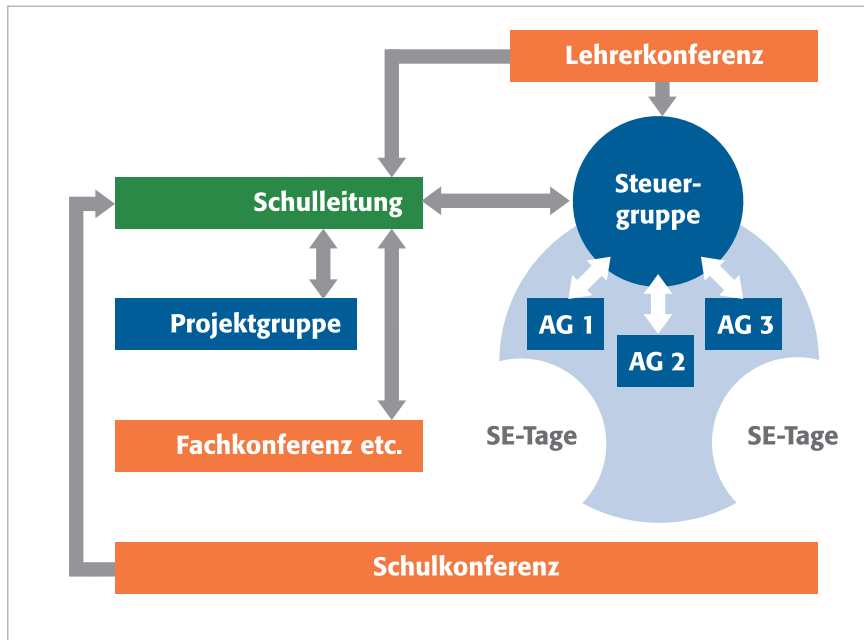 Lehrerkonferenz
Steuer-
gruppe
Schulleitung
Projektgruppe
AG 1
AG 2
AG 3
Fachkonferenz etc.
SE-Tage
SE-Tage
Schulkonferenz